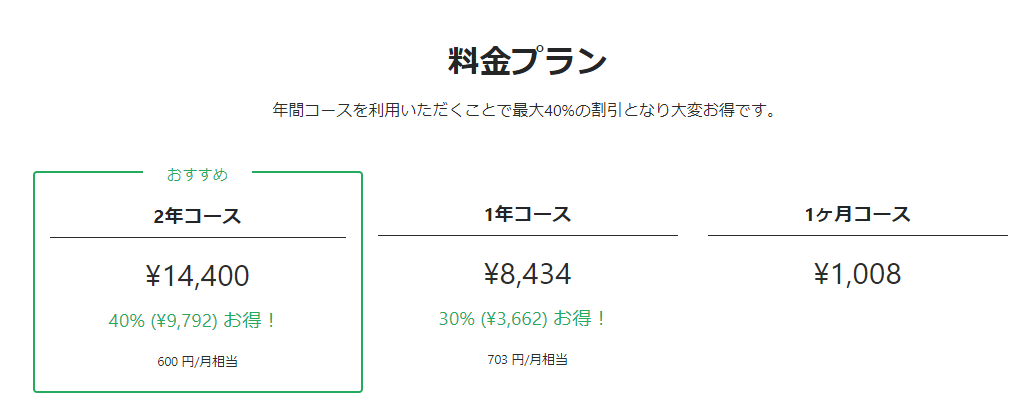 料金プラン
年間コースを利用いただくことで最大40%の割引となり大変お得です。
おすすめ
2年コース
¥14,400
40% (¥9,792) お得！
600 円/月相当
1年コース
¥8,434
30% (¥3,662) お得！
703 円/月相当
1ヶ月コース
¥1,008